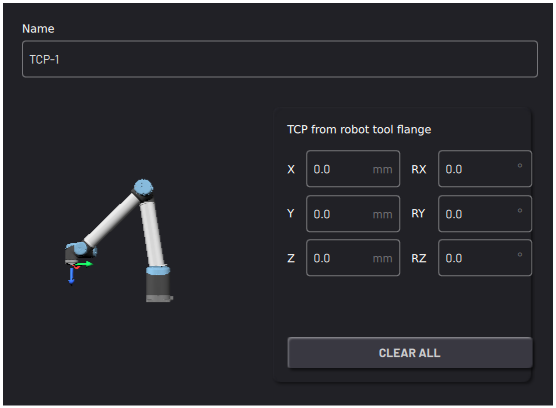 Name
TCP-1
TCP from robot tool flange
X 0.0 mm RX 0.0 °
Y 0.0 mm RY 0.0 °
Z 0.0 mm RZ 0.0 °
CLEAR ALL